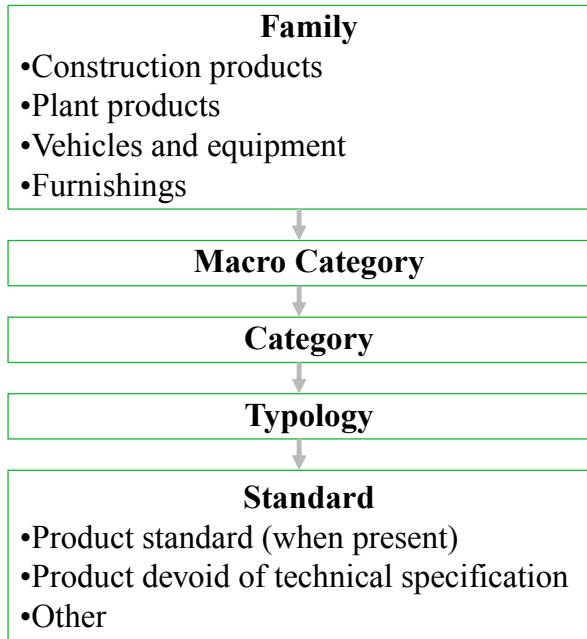 Family
•Construction products
•Plant products
•Vehicles and equipment
•Furnishings
Macro Category
Category
Typology
Standard
•Product standard (when present)
•Product devoid of technical specification
•Other